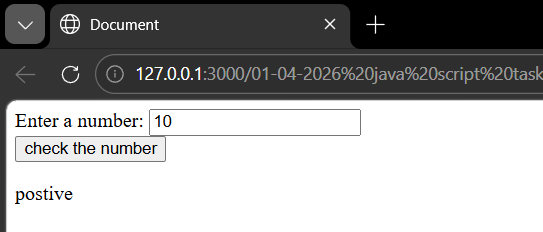 Document
127.0.0.1:3000/01-04-2026%20java%20script%20task
Enter a number: 10
check the number
postive